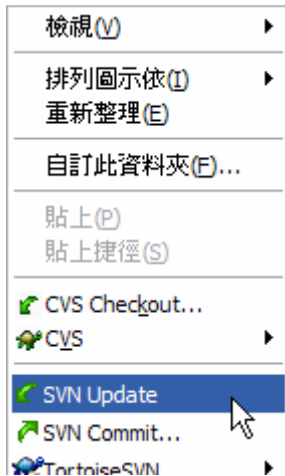 檢視(V)
排列圖示依(I)
重新整理(E)
自訂此資料夾(F)...
貼上(P)
貼上捷徑(S)
CVS Checkout...
CVS
SVN Update
SVN Commit...
TortoiseSVN